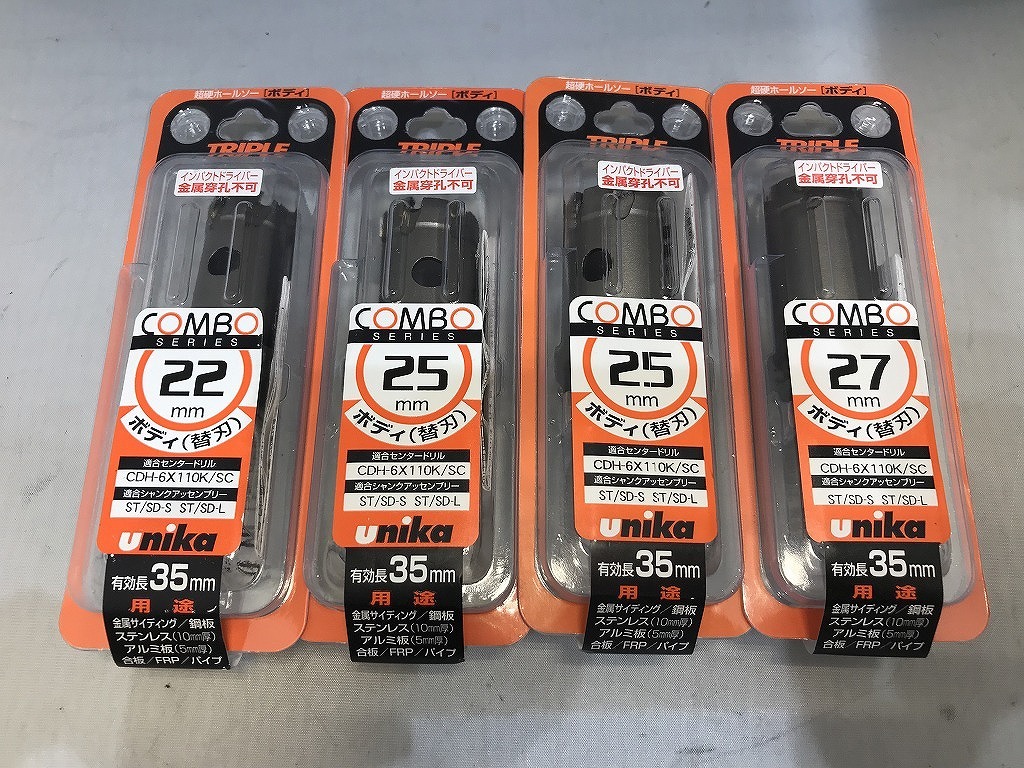 超硬ホールソー [ボディ]
TRIPLE
インパクトドライバー
金属穿孔不可
COMBO
SERIES
22
mm
ボディ(替刃)
適合センタードリル
CDH-6X110K/SC
適合シャンクアッセンブリー
ST/SD-S ST/SD-L
unika
有効長35mm
用途
金属サイディング/鋼板
ステンレス(10mm厚)
アルミ板(5mm厚)
合板/FRP/パイプ
超硬ホールソー [ボディ]
TRIPLE
インパクトドライバー
金属穿孔不可
COMBO
SERIES
25
mm
ボディ(替刃)
適合センタードリル
CDH-6X110K/SC
適合シャンクアッセンブリー
ST/SD-S ST/SD-L
unika
有効長35mm
用途
金属サイディング/鋼板
ステンレス(10mm厚)
アルミ板(5mm厚)
合板/FRP/パイプ
超硬ホールソー [ボディ]
TRIPLE
インパクトドライバー
金属穿孔不可
COMBO
SERIES
25
mm
ボディ(替刃)
適合センタードリル
CDH-6X110K/SC
適合シャンクアッセンブリー
ST/SD-S ST/SD-L
unika
有効長35mm
用途
金属サイディング/鋼板
ステンレス(10mm厚)
アルミ板(5mm厚)
合板/FRP/パイプ
超硬ホールソー [ボディ]
TRIPLE
インパクトドライバー
金属穿孔不可
COMBO
SERIES
27
mm
ボディ(替刃)
適合センタードリル
CDH-6X110K/SC
適合シャンクアッセンブリー
ST/SD-S ST/SD-L
unika
有効長35mm
用途
金属サイディング/鋼板
ステンレス(10mm厚)
アルミ板(5mm厚)
合板/FRP/パイプ